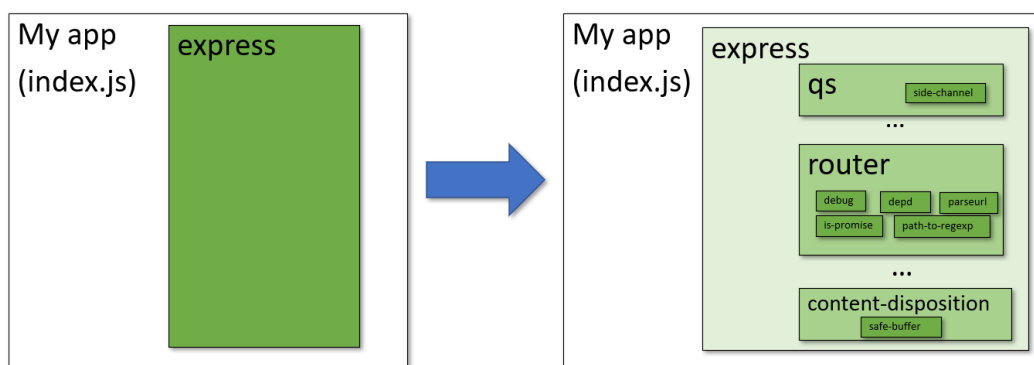 My app
(index.js)
express
My app
(index.js)
express
qs
side-channel
...
router
debug
depd
parseurl
is-promise
path-to-regexp
...
content-disposition
safe-buffer